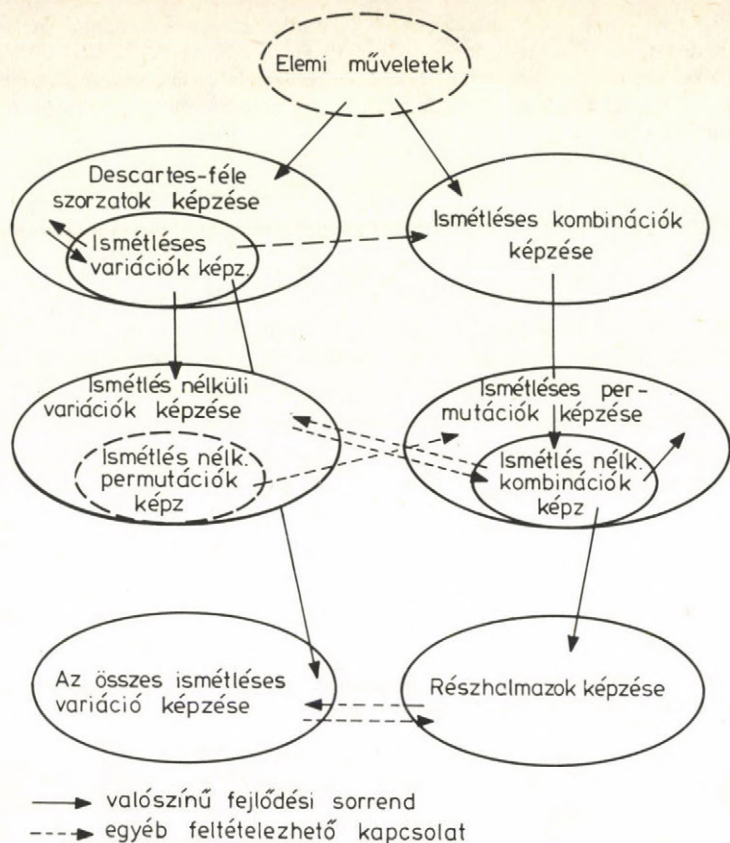 Elemi műveletek
Descartes-féle
szorzatok képzése
Ismétléses
variációk képz.
Ismétléses kombinációk
képzése
Ismétlés nélküli
variációk képzése
Ismétlés nélk.
permutációk
képz
Ismétléses per-
mutációk képzése
Ismétlés nélk.
kombinációk
képz
Az összes ismétléses
variáció képzése
Részhalmazok képzése
valószínű fejlődési sorrend
egyéb feltételezhető kapcsolat